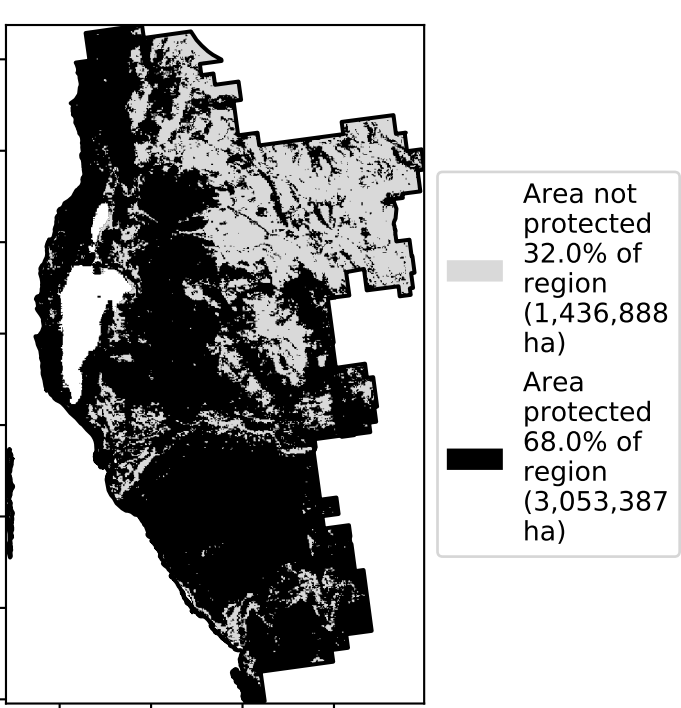 Area not
protected
32.0% of
region
(1,436,888
ha)
Area
protected
68.0% of
region
(3,053,387
ha)